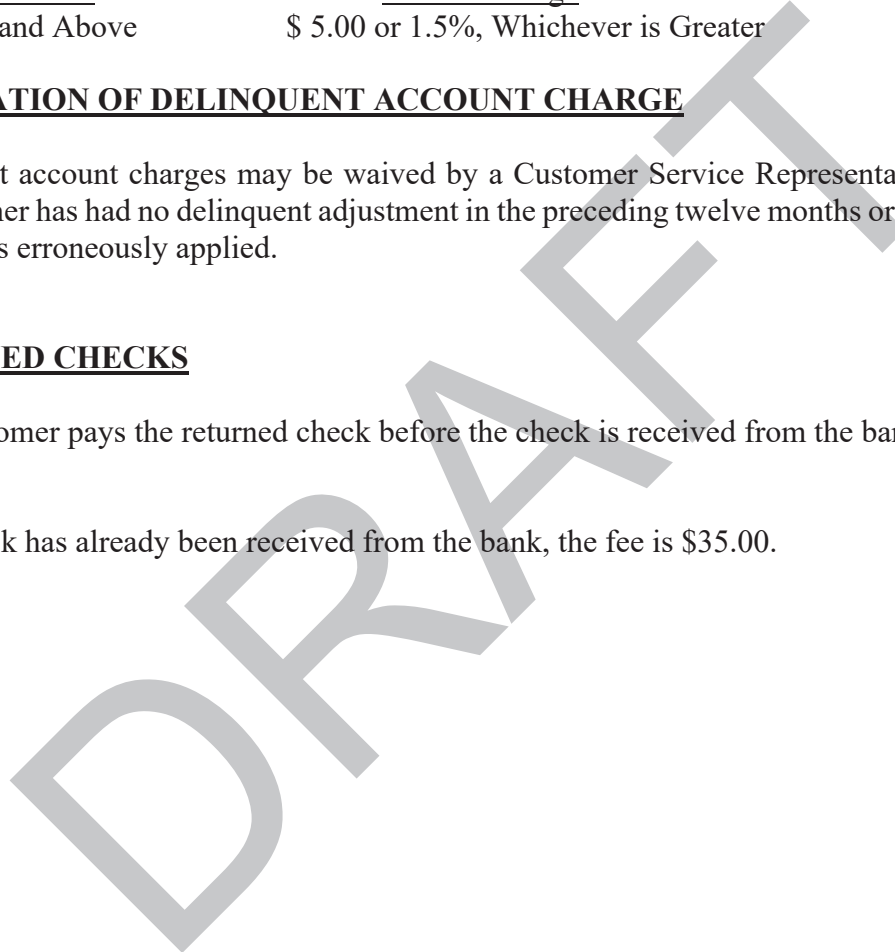 and Above $ 5.00 or 1.5%, Whichever is Greater
ATION OF DELINQUENT ACCOUNT CHARGE
t account charges may be waived by a Customer Service Representa
ner has had no delinquent adjustment in the preceding twelve months or
s erroneously applied.
ED CHECKS
omer pays the returned check before the check is received from the ban
k has already been received from the bank, the fee is $35.00.
DRAFT